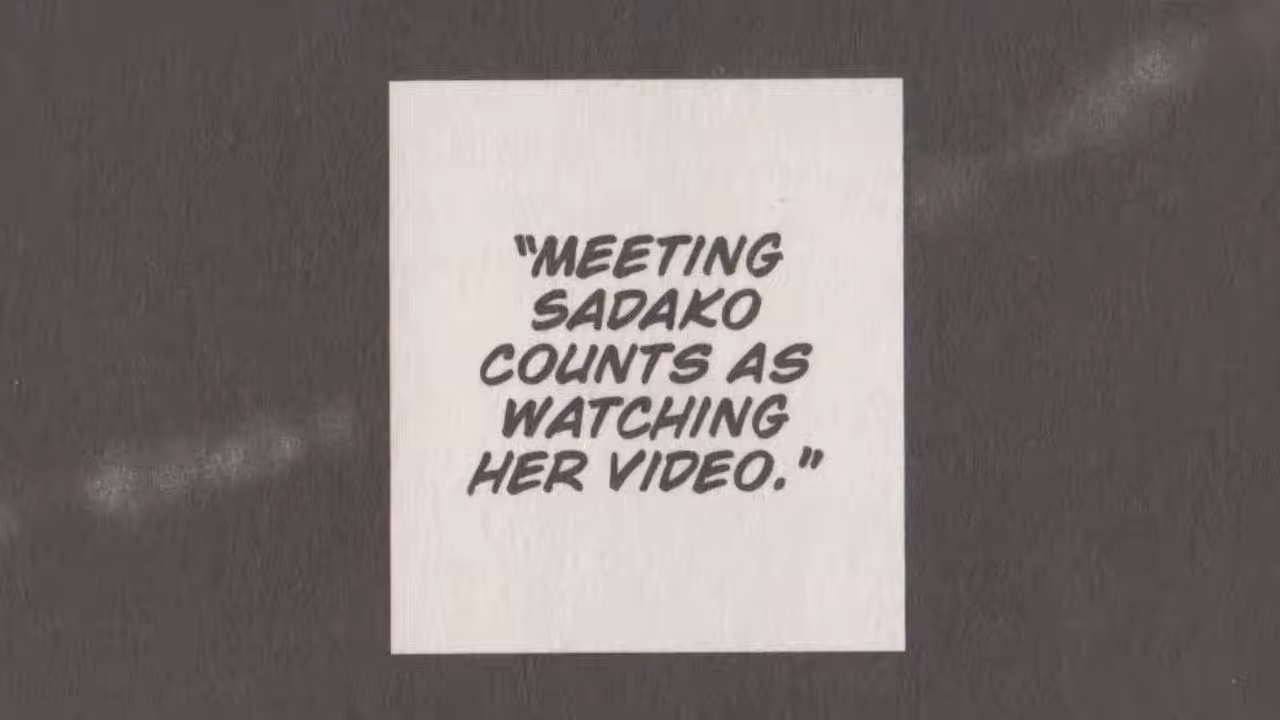 "MEETING
SADAKO
COUNTS AS
WATCHING
HER VIDEO."